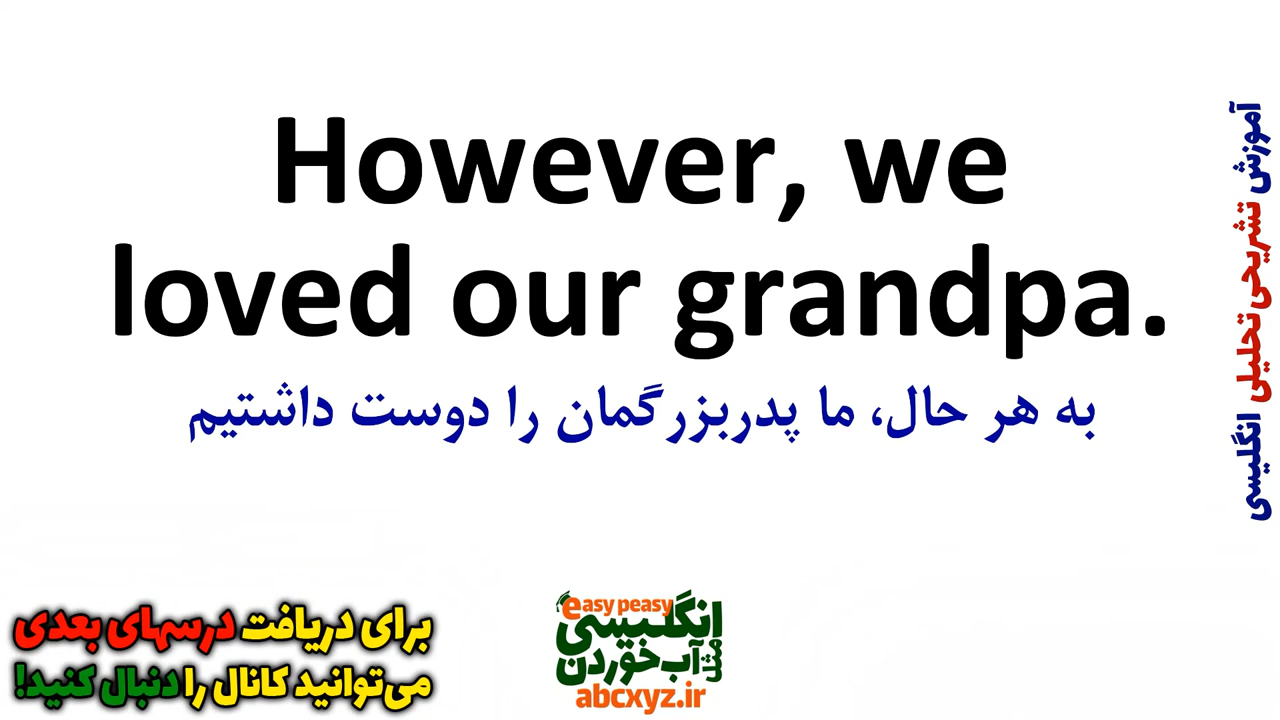 However, we
loved our grandpa.
به هر حال، ما پدربزرگمان را دوست داشتیم
آموزش تشریحی تحلیلی انگلیسی
برای دریافت درسهای بعدی
می‌توانید کانال را دنبال کنید!
easy peasy
انگلیسی
مثل آب خوردن
abcxyz.ir